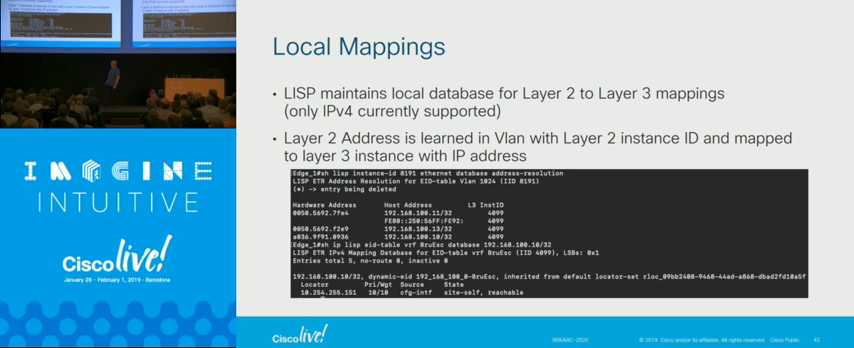 Local Mappings
• LISP maintains local database for Layer 2 to Layer 3 mappings
(only IPv4 currently supported)
• Layer 2 Address is learned in Vlan with Layer 2 instance ID and mapped
to layer 3 instance with IP address
Edge_1#sh lisp instance-id 8191 ethernet database address-resolution
LISP ETR Address Resolution for EID-table Vlan 1024 (IID 8191)
(*) -> entry being deleted
Hardware Address Host Address L3 InstID
0050.5692.7fe4 192.168.100.11/32 4099
FE80::250:56FF:FE92: 4099
0050.5692.f2e9 192.168.100.13/32 4099
a036.9f91.0936 192.168.100.10/32 4099
Edge_1#sh ip lisp eid-table vrf BruEsc database 192.168.100.10/32
LISP ETR IPv4 Mapping Database for EID-table vrf BruEsc (IID 4099), LSBs: 0x1
Entries total 5, no-route 0, inactive 0
192.168.100.10/32, dynamic-eid 192_168_100_0-BruEsc, inherited from default locator-set rloc_09bb2408-9468-44ad-a868-dbad2fd10a5f
Locator Pri/Wgt Source State
10.254.255.151 10/10 cfg-intf site-self, reachable
IMAGINE
INTUITIVE
Cisco live!
January 28 - February 1, 2019 · Barcelona
Cisco live!
BRKARC-2020
© 2019 Cisco and/or its affiliates. All rights reserved. Cisco Public
42